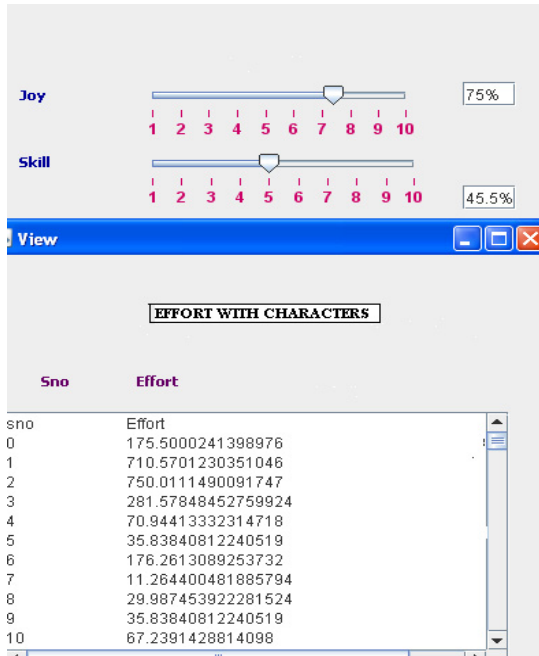 Joy 75%
1 2 3 4 5 6 7 8 9 10
Skill
1 2 3 4 5 6 7 8 9 10 45.5%
View
EFFORT WITH CHARACTERS
Sno Effort
sno Effort
0 175.5000241398976
1 710.5701230351046
2 750.0111490091747
3 281.57848452759924
4 70.94413332314718
5 35.83840812240519
6 176.2613089253732
7 11.264400481885794
8 29.987453922281524
9 35.83840812240519
10 67.2391428814098